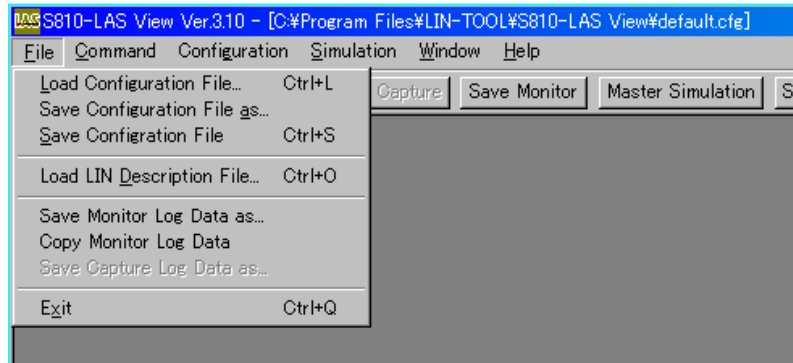 LAS S810-LAS View Ver.3.10 - [C:¥Program Files¥LIN-TOOL¥S810-LAS View¥default.cfg]
File Command Configuration Simulation Window Help
Capture Save Monitor Master Simulation S
Load Configuration File... Ctrl+L
Save Configuration File as...
Save Configration File Ctrl+S
Load LIN Description File... Ctrl+O
Save Monitor Log Data as...
Copy Monitor Log Data
Save Capture Log Data as...
Exit Ctrl+Q